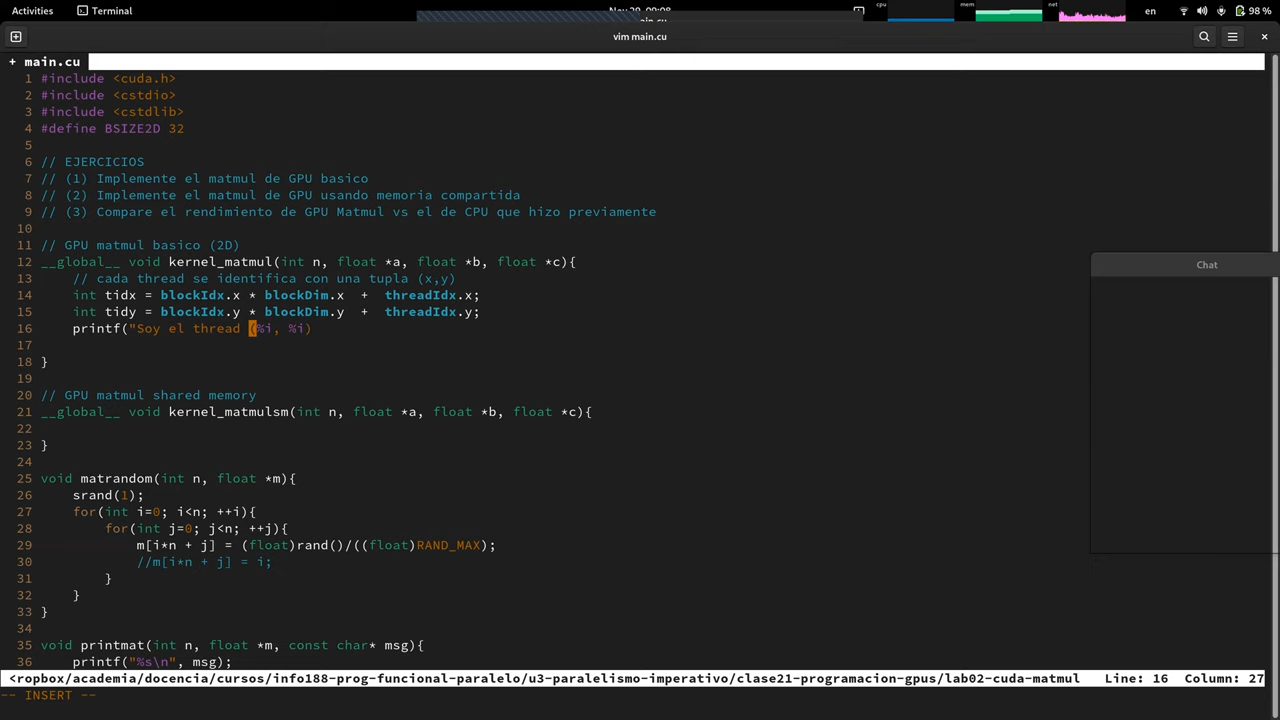 Activities Terminal Nov 29 09:08 cpu mem net en 98 %
vim main.cu
+ main.cu
1 #include <cuda.h>
2 #include <cstdio>
3 #include <cstdlib>
4 #define BSIZE2D 32
5
6 // EJERCICIOS
7 // (1) Implemente el matmul de GPU basico
8 // (2) Implemente el matmul de GPU usando memoria compartida
9 // (3) Compare el rendimiento de GPU Matmul vs el de CPU que hizo previamente
10
11 // GPU matmul basico (2D)
12 __global__ void kernel_matmul(int n, float *a, float *b, float *c){
13 // cada thread se identifica con una tupla (x,y)
14 int tidx = blockIdx.x * blockDim.x + threadIdx.x;
15 int tidy = blockIdx.y * blockDim.y + threadIdx.y;
16 printf("Soy el thread (%i, %i)
17
18 }
19
20 // GPU matmul shared memory
21 __global__ void kernel_matmulsm(int n, float *a, float *b, float *c){
22
23 }
24
25 void matrandom(int n, float *m){
26 srand(1);
27 for(int i=0; i<n; ++i){
28 for(int j=0; j<n; ++j){
29 m[i*n + j] = (float)rand()/((float)RAND_MAX);
30 //m[i*n + j] = i;
31 }
32 }
33 }
34
35 void printmat(int n, float *m, const char* msg){
36 printf("%s\n", msg);
<ropbox/academia/docencia/cursos/info188-prog-funcional-paralelo/u3-paralelismo-imperativo/clase21-programacion-gpus/lab02-cuda-matmul Line: 16 Column: 27
-- INSERT --
Chat